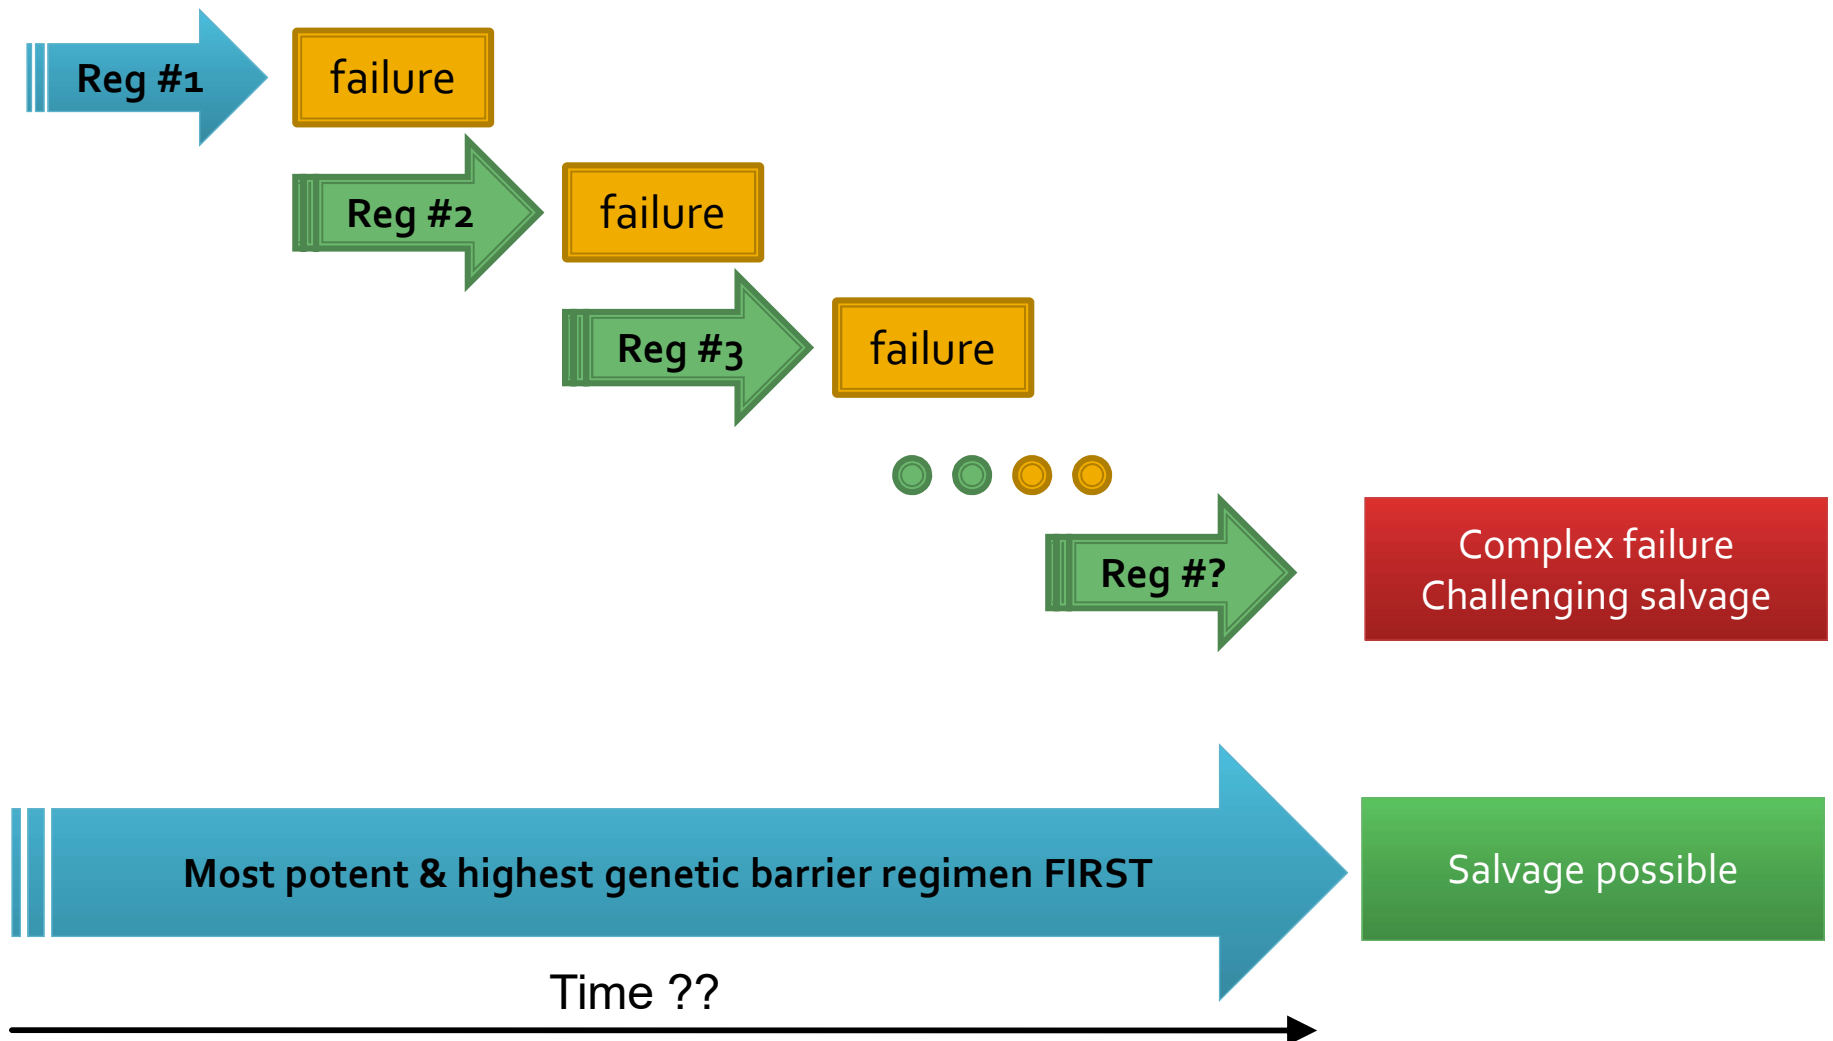 Reg #1
failure
Reg #2
failure
Reg #3
failure
Reg #?
Complex failure
Challenging salvage
Most potent & highest genetic barrier regimen FIRST
Salvage possible
Time ??